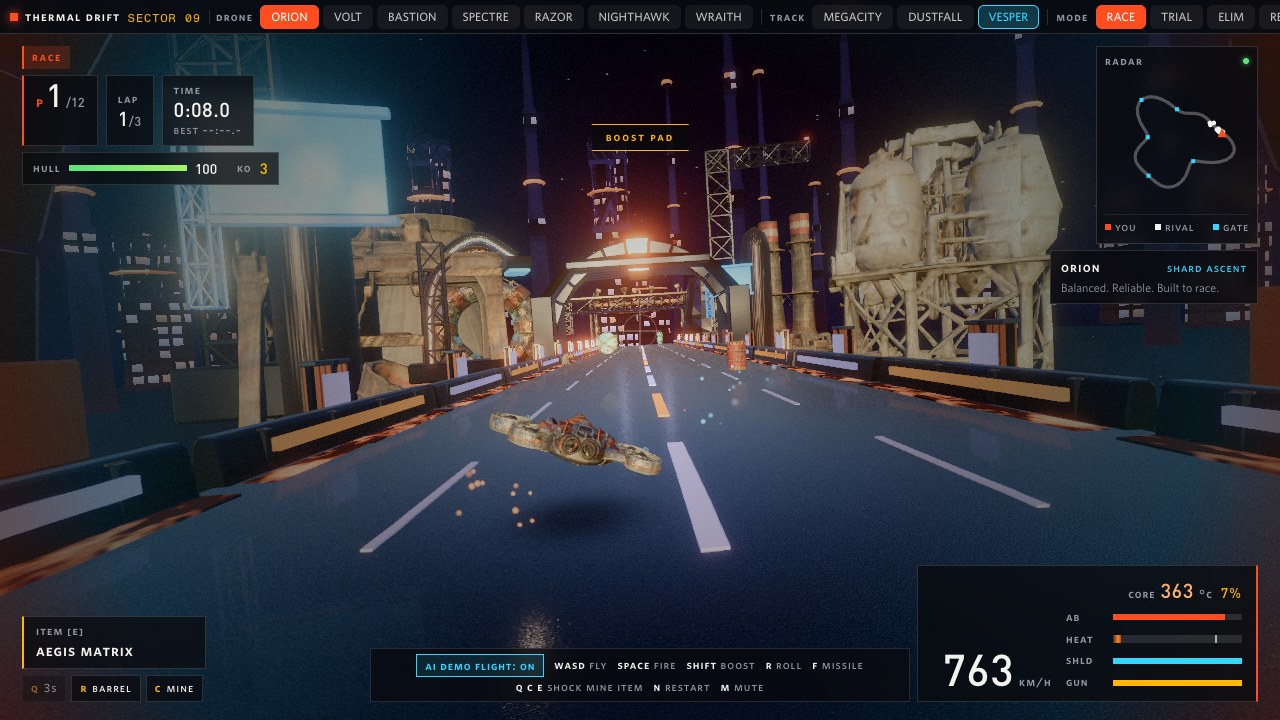 THERMAL DRIFT SECTOR 09 DRONE ORION VOLT BASTION SPECTRE RAZOR NIGHTHAWK WRAITH TRACK MEGACITY DUSTFALL VESPER MODE RACE TRIAL ELIM RE
RACE
P 1 /12
LAP
1/3
TIME
0:08.0
BEST --:--.-
HULL 100 KO 3
BOOST PAD
RADAR
YOU RIVAL GATE
ORION SHARD ASCENT
Balanced. Reliable. Built to race.
ITEM [E]
AEGIS MATRIX
Q 3s R BARREL C MINE
AI DEMO FLIGHT: ON WASD FLY SPACE FIRE SHIFT BOOST R ROLL F MISSILE
Q C E SHOCK MINE ITEM N RESTART M MUTE
CORE 363 °C 7%
763 KM/H
AB
HEAT
SHLD
GUN